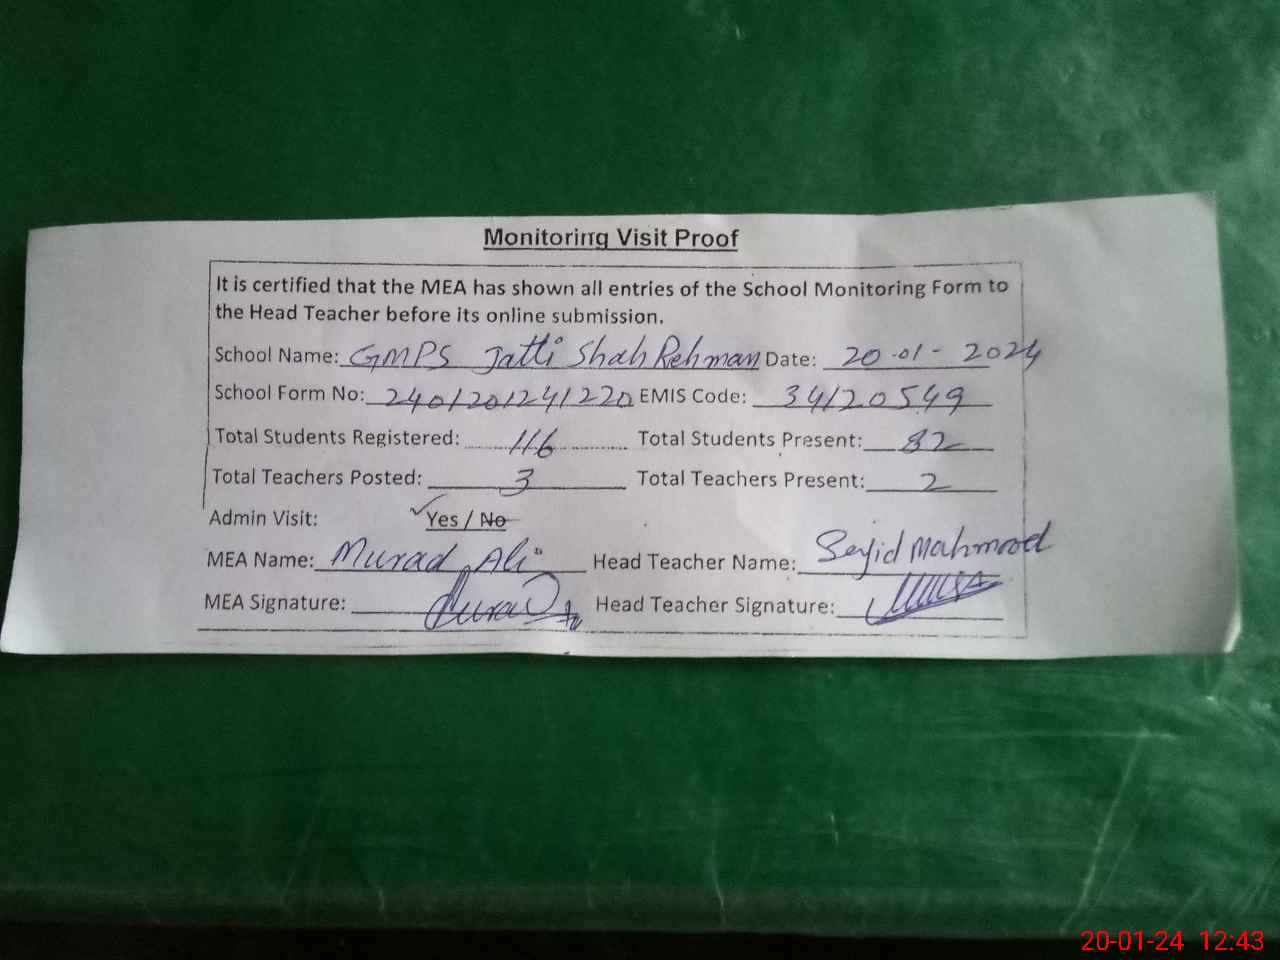 Monitoring Visit Proof
It is certified that the MEA has shown all entries of the School Monitoring Form to
the Head Teacher before its online submission.
School Name: GMPS Jatti Shah Rehman Date: 20-01-2024
School Form No: 2401201241220 EMIS Code: 34120549
Total Students Registered: 116 Total Students Present: 82
Total Teachers Posted: 3 Total Teachers Present: 2
Admin Visit: Yes / No
MEA Name: Murad Ali Head Teacher Name: Sajid Mahmood
MEA Signature: Head Teacher Signature:
20-01-24 12:43